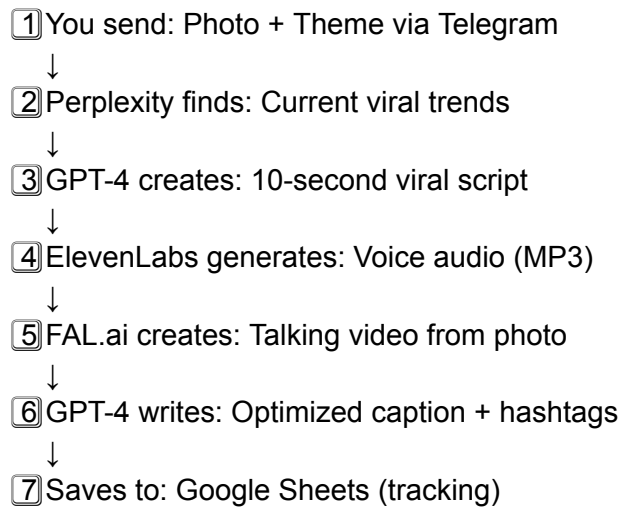 1️⃣You send: Photo + Theme via Telegram
↓
2️⃣Perplexity finds: Current viral trends
↓
3️⃣GPT-4 creates: 10-second viral script
↓
4️⃣ElevenLabs generates: Voice audio (MP3)
↓
5️⃣FAL.ai creates: Talking video from photo
↓
6️⃣GPT-4 writes: Optimized caption + hashtags
↓
7️⃣Saves to: Google Sheets (tracking)